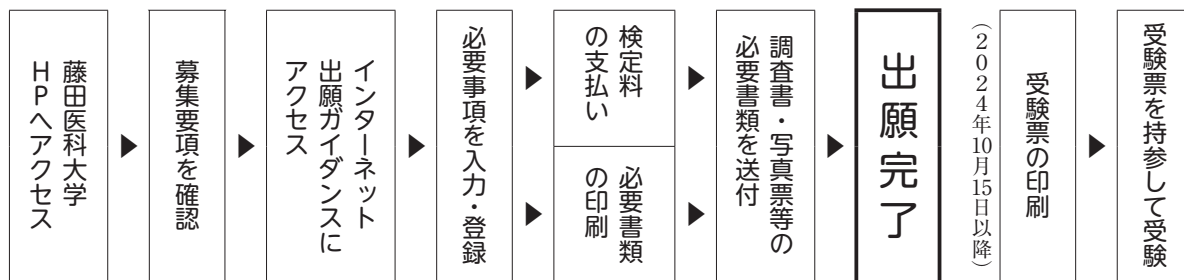 藤田医科大学
ＨＰへアクセス
▶
募集要項を確認
▶
インターネット
出願ガイダンスに
アクセス
▶
必要事項を入力・登録
▶
検定料
の支払い
▶
必要書類
の印刷
▶
▶
調査書・写真票等の
必要書類を送付
▶
出願完了
受験票の印刷
（２０２４年10月15日以降）
▶
受験票を持参して受験